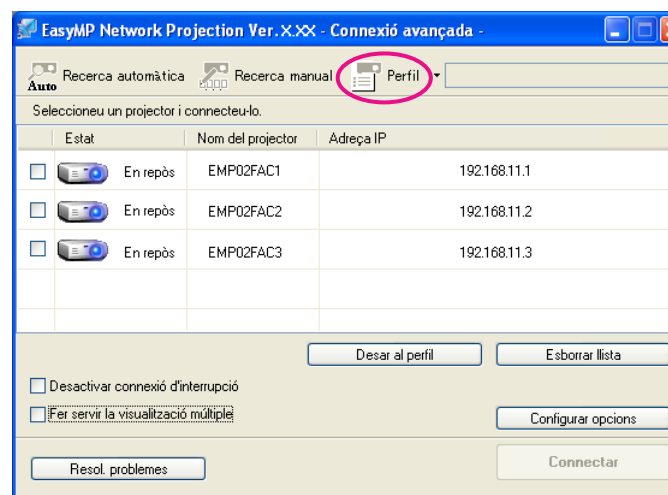 EasyMP Network Projection Ver.X.XX - Connexió avançada -
Auto Recerca automàtica Recerca manual Perfil
Seleccioneu un projector i connecteu-lo.
Estat Nom del projector Adreça IP
En repòs EMP02FAC1 192.168.11.1
En repòs EMP02FAC2 192.168.11.2
En repòs EMP02FAC3 192.168.11.3
Desar al perfil Esborrar llista
Desactivar connexió d'interrupció
Fer servir la visualització múltiple
Configurar opcions
Resol. problemes Connectar